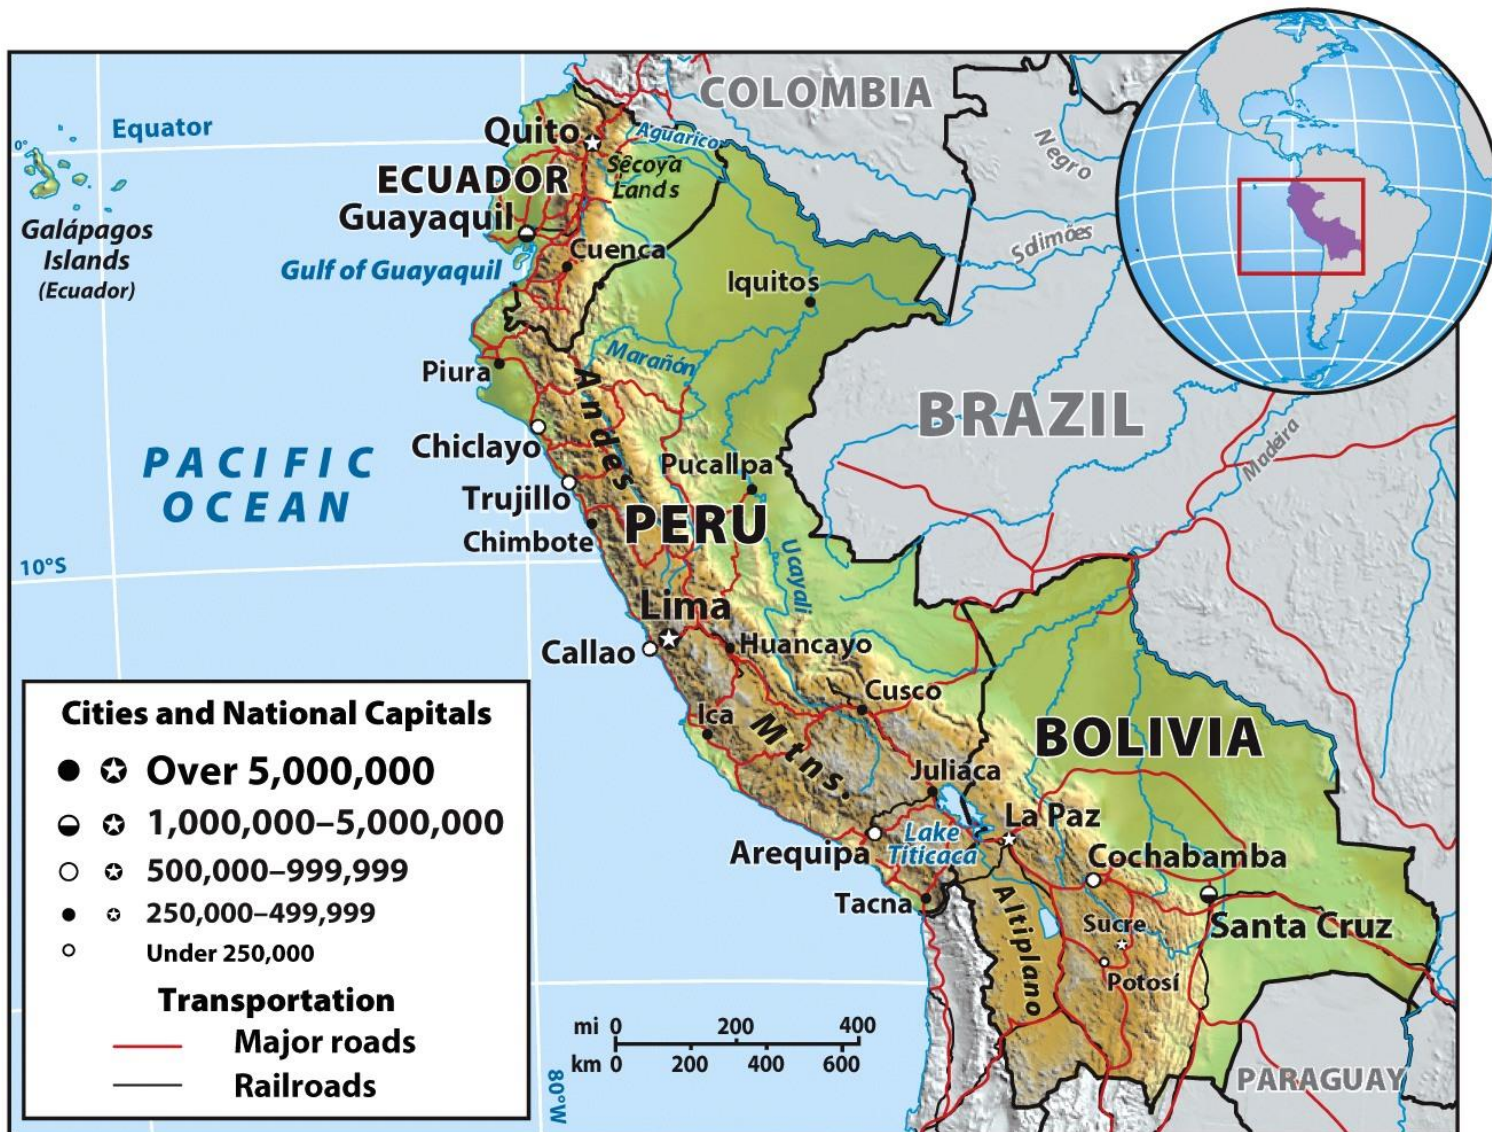 COLOMBIA
Equator
0°
Quito
Aguarico
Negro
Secoya
Lands
ECUADOR
Guayaquil
Galápagos
Islands
(Ecuador)
Solimões
Cuenca
Gulf of Guayaquil
Iquitos
Marañón
Piura
Andes
BRAZIL
Chiclayo
Madeira
PACIFIC
OCEAN
Pucallpa
Trujillo
PERU
Chimbote
10°S
Ucayali
Lima
Callao
Huancayo
Cusco
Ica
Mtns.
BOLIVIA
Juliaca
La Paz
Lake
Titicaca
Arequipa
Cochabamba
Tacna
Altiplano
Sucre
Santa Cruz
Potosí
PARAGUAY
80°W
mi 0 200 400
km 0 200 400 600
Cities and National Capitals
Over 5,000,000
1,000,000–5,000,000
500,000–999,999
250,000–499,999
Under 250,000
Transportation
Major roads
Railroads